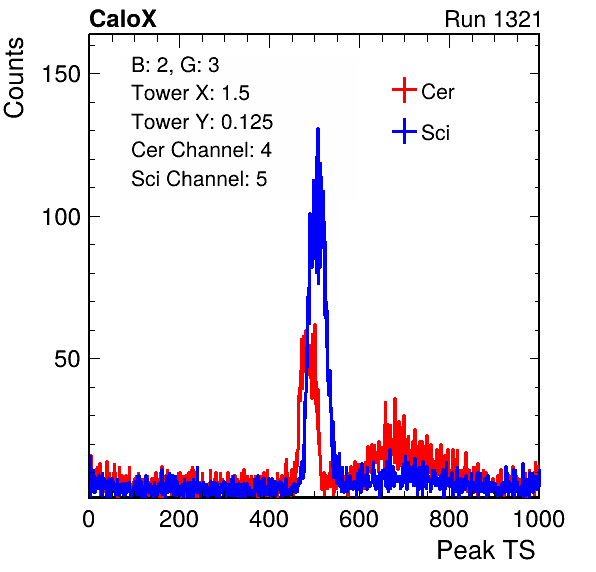 CaloX Run 1321
Counts
150
100
50
B: 2, G: 3
Tower X: 1.5
Tower Y: 0.125
Cer Channel: 4
Sci Channel: 5
Cer
Sci
0 200 400 600 800 1000
Peak TS